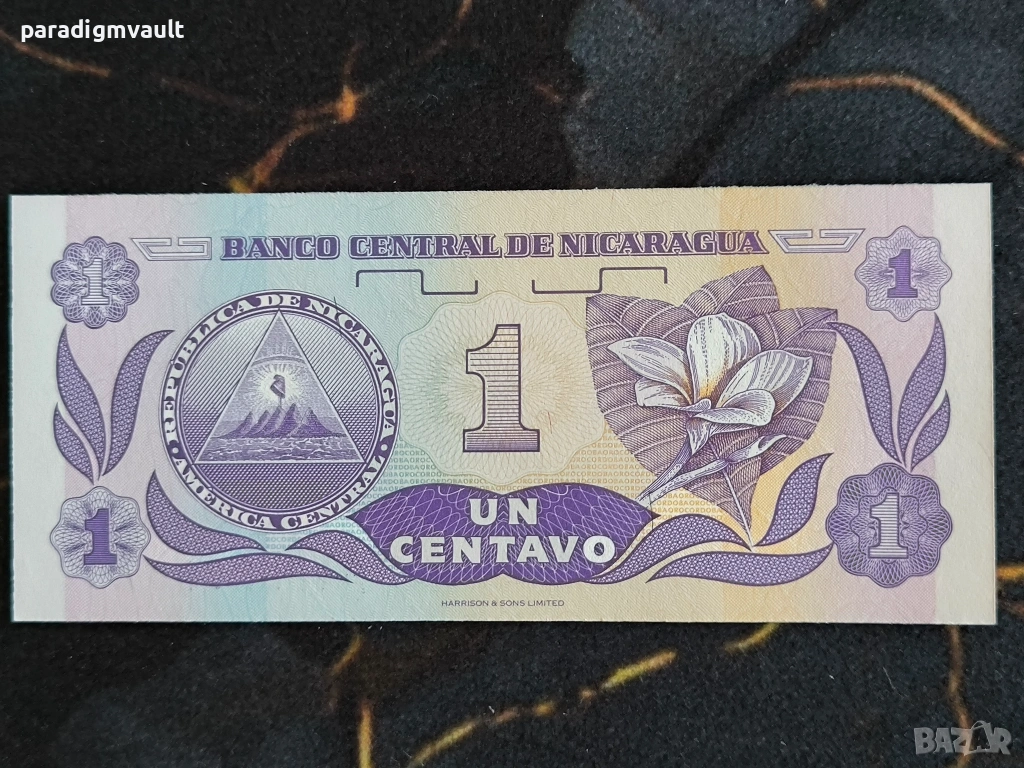 paradigmvault
BANCO CENTRAL DE NICARAGUA
1
1
REPUBLICA DE NICARAGUA
AMERICA CENTRAL
1
UN
CENTAVO
1
1
HARRISON & SONS LIMITED
BAZAR